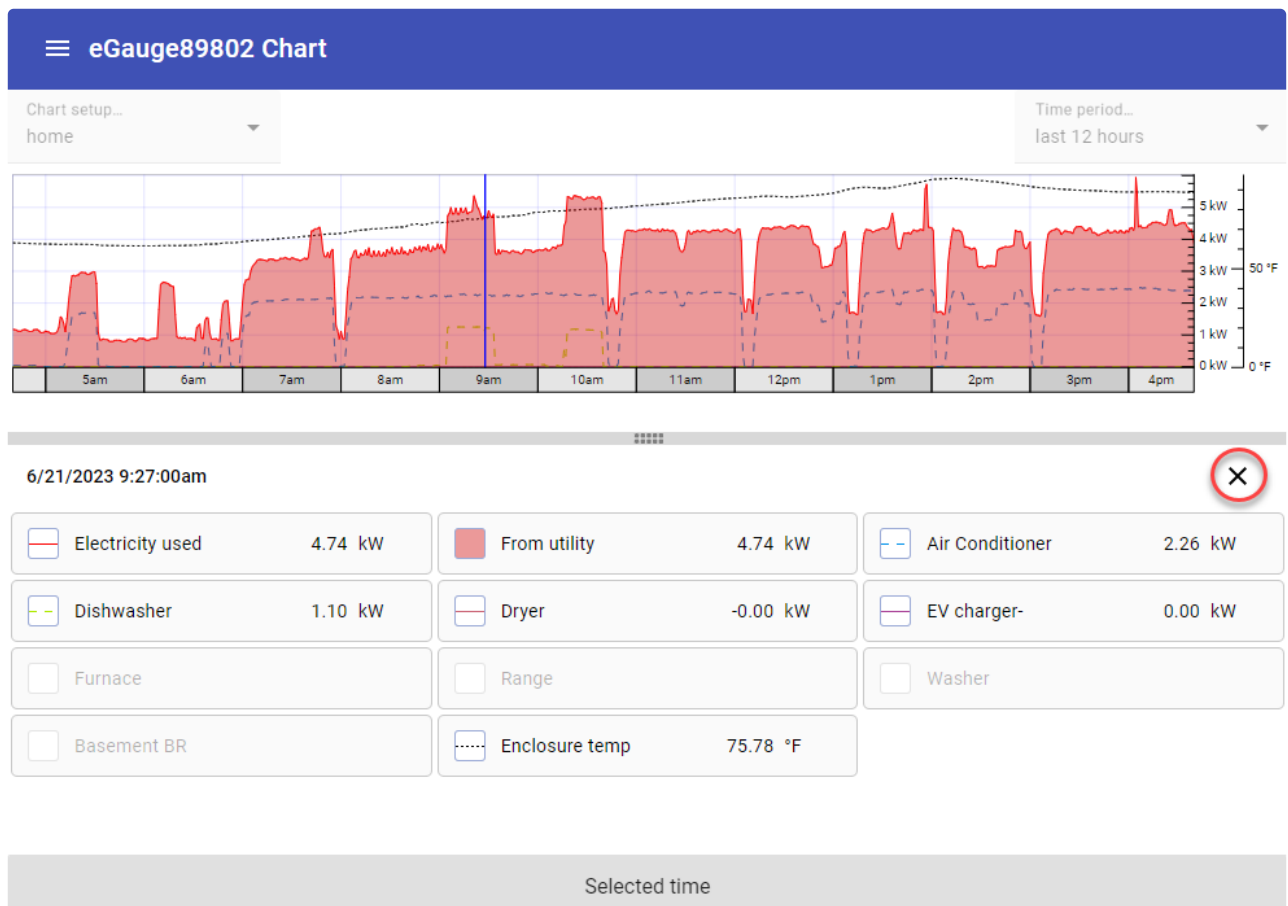 eGauge89802 Chart
Chart setup...
home
Time period...
last 12 hours
5 kW
4 kW
3 kW
50 °F
2 kW
1 kW
0 kW
0 °F
5am 6am 7am 8am 9am 10am 11am 12pm 1pm 2pm 3pm 4pm
6/21/2023 9:27:00am
Electricity used 4.74 kW From utility 4.74 kW Air Conditioner 2.26 kW
Dishwasher 1.10 kW Dryer -0.00 kW EV charger- 0.00 kW
Furnace Range Washer
Basement BR Enclosure temp 75.78 °F
Selected time